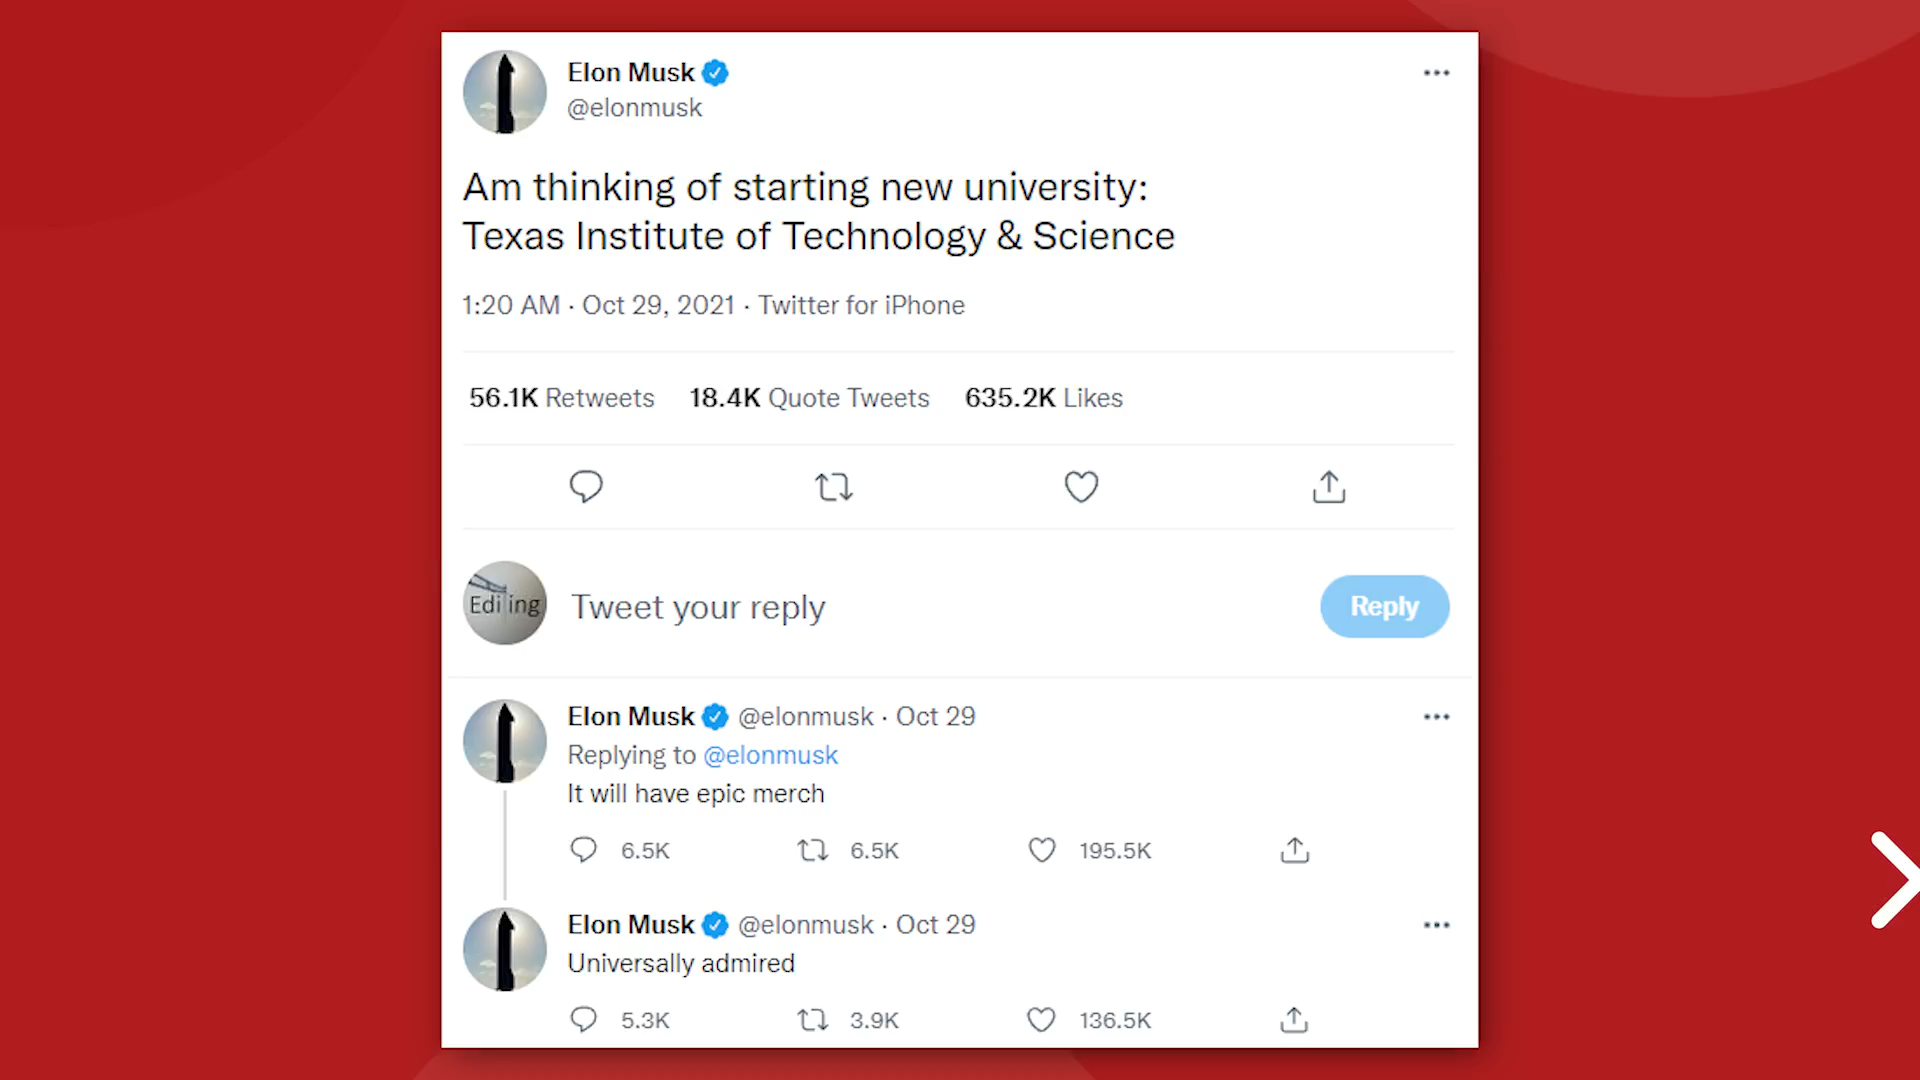 Elon Musk
@elonmusk
Am thinking of starting new university:
Texas Institute of Technology & Science
1:20 AM · Oct 29, 2021 · Twitter for iPhone
56.1K Retweets 18.4K Quote Tweets 635.2K Likes
Editing
Tweet your reply
Reply
Elon Musk @elonmusk · Oct 29
Replying to @elonmusk
It will have epic merch
6.5K 6.5K 195.5K
Elon Musk @elonmusk · Oct 29
Universally admired
5.3K 3.9K 136.5K